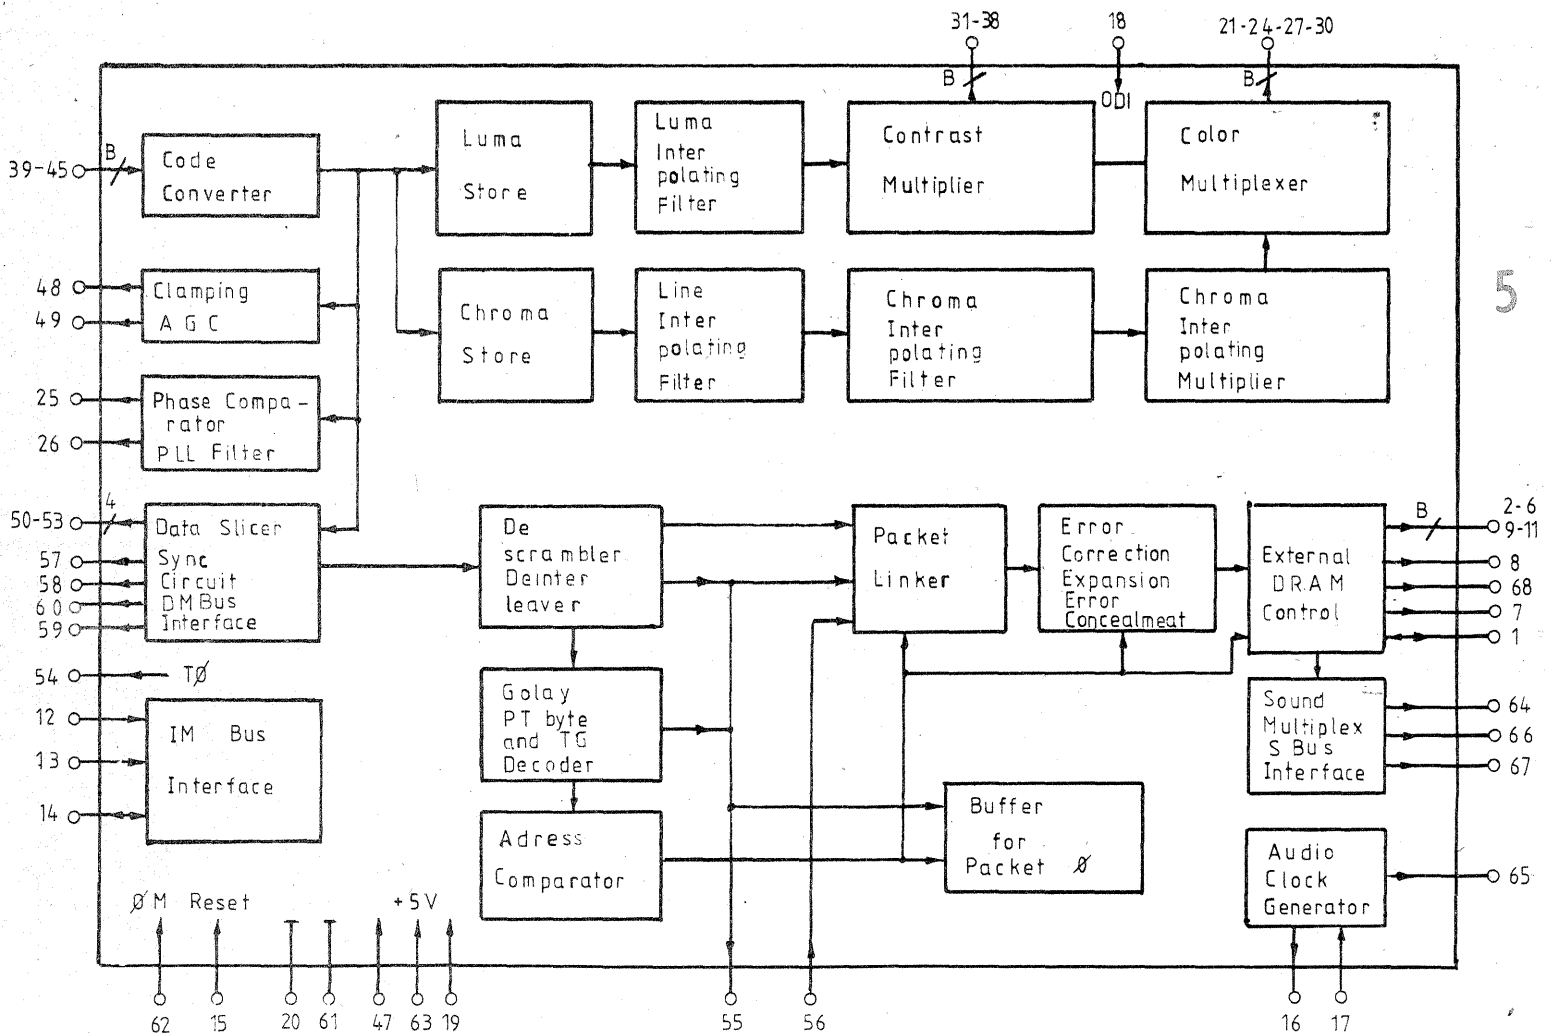 31-38
18
21-24-27-30
B
ODI
B
39-45
B
Code
Converter
Luma
Store
Luma
Inter
polating
Filter
Contrast
Multiplier
Color
Multiplexer
48
49
Clamping
AGC
Chroma
Store
Line
Inter
polating
Filter
Chroma
Inter
polating
Filter
Chroma
Inter
polating
Multiplier
5
25
26
Phase Compa-
rator
PLL Filter
50-53
4
57
58
60
59
Data Slicer
Sync
Circuit
DMBus
Interface
De
scrambler
Deinter
leaver
Packet
Linker
Error
Correction
Expansion
Error
Concealmeat
External
DRAM
Control
B
2-6
9-11
8
68
7
1
54
TØ
12
13
14
IM Bus
Interface
Golay
PT byte
and TG
Decoder
Sound
Multiplex
S Bus
Interface
64
66
67
Adress
Comparator
Buffer
for
Packet Ø
Audio
Clock
Generator
65
ØM Reset +5V
62 15 20 61 47 63 19 55 56 16 17